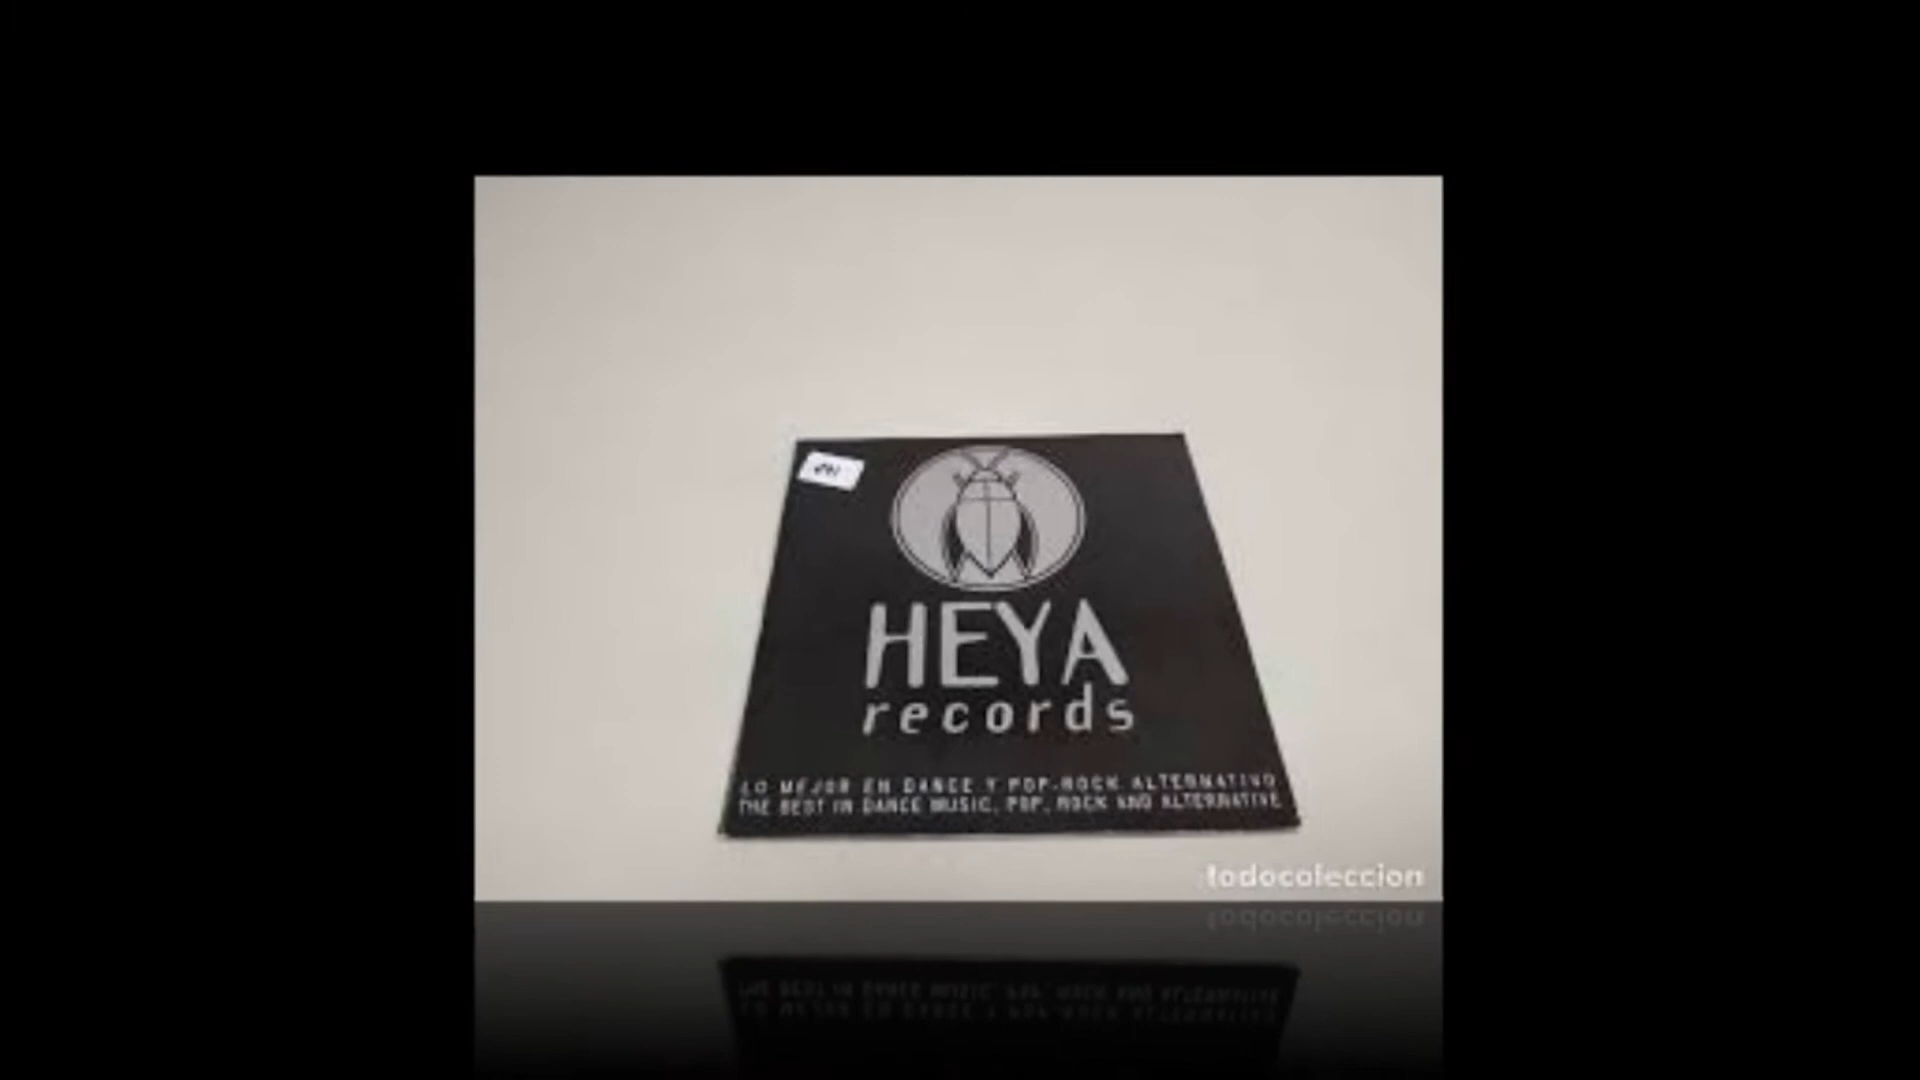 HEYA
records
LO MEJOR EN DANCE Y POP-ROCK ALTERNATIVO
THE BEST IN DANCE MUSIC, POP, ROCK AND ALTERNATIVE
todocoleccion